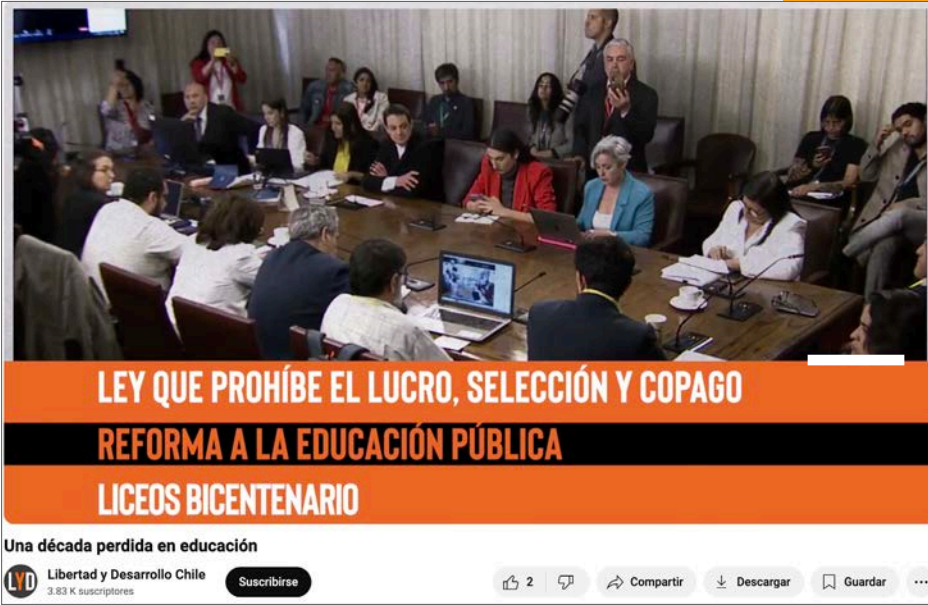 LEY QUE PROHÍBE EL LUCRO, SELECCIÓN Y COPAGO
REFORMA A LA EDUCACIÓN PÚBLICA
LICEOS BICENTENARIO
Una década perdida en educación
LYD
Libertad y Desarrollo Chile
3.83 K suscriptores
Suscribirse
2
Compartir
Descargar
Guardar
...